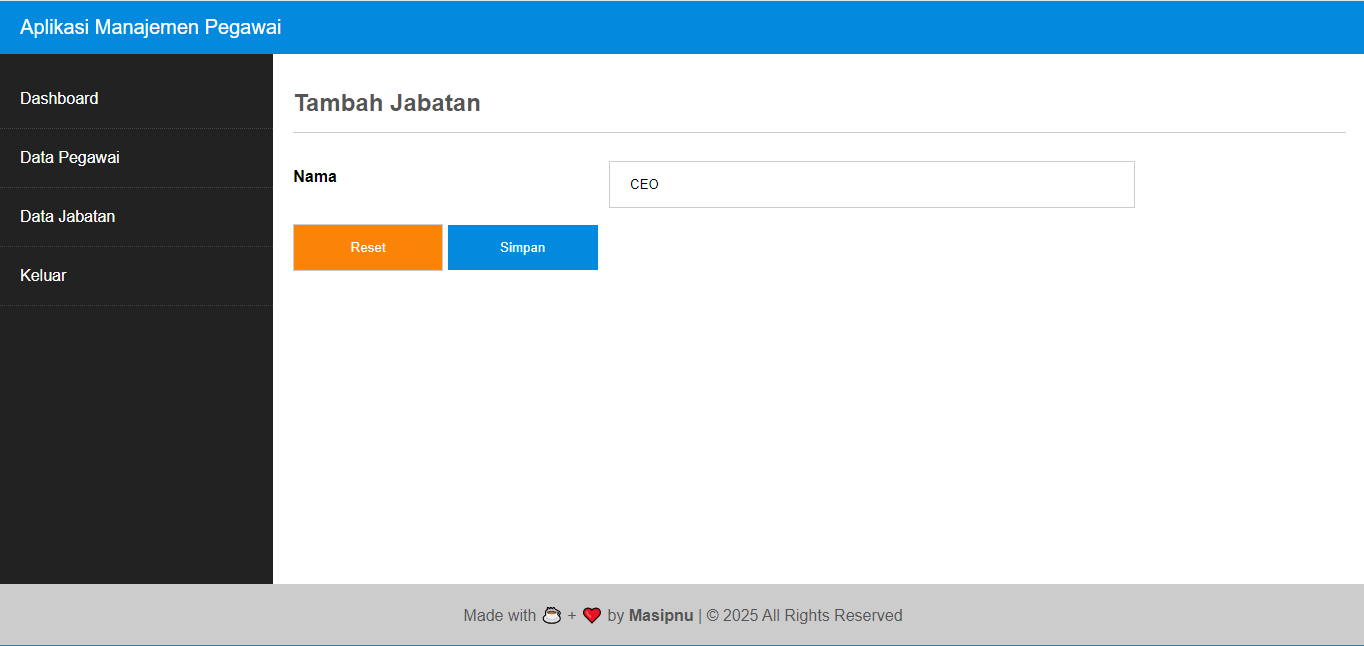 Aplikasi Manajemen Pegawai
Dashboard
Data Pegawai
Data Jabatan
Keluar
Tambah Jabatan
Nama
CEO
Reset
Simpan
Made with ☕ + ❤️ by Masipnu | © 2025 All Rights Reserved